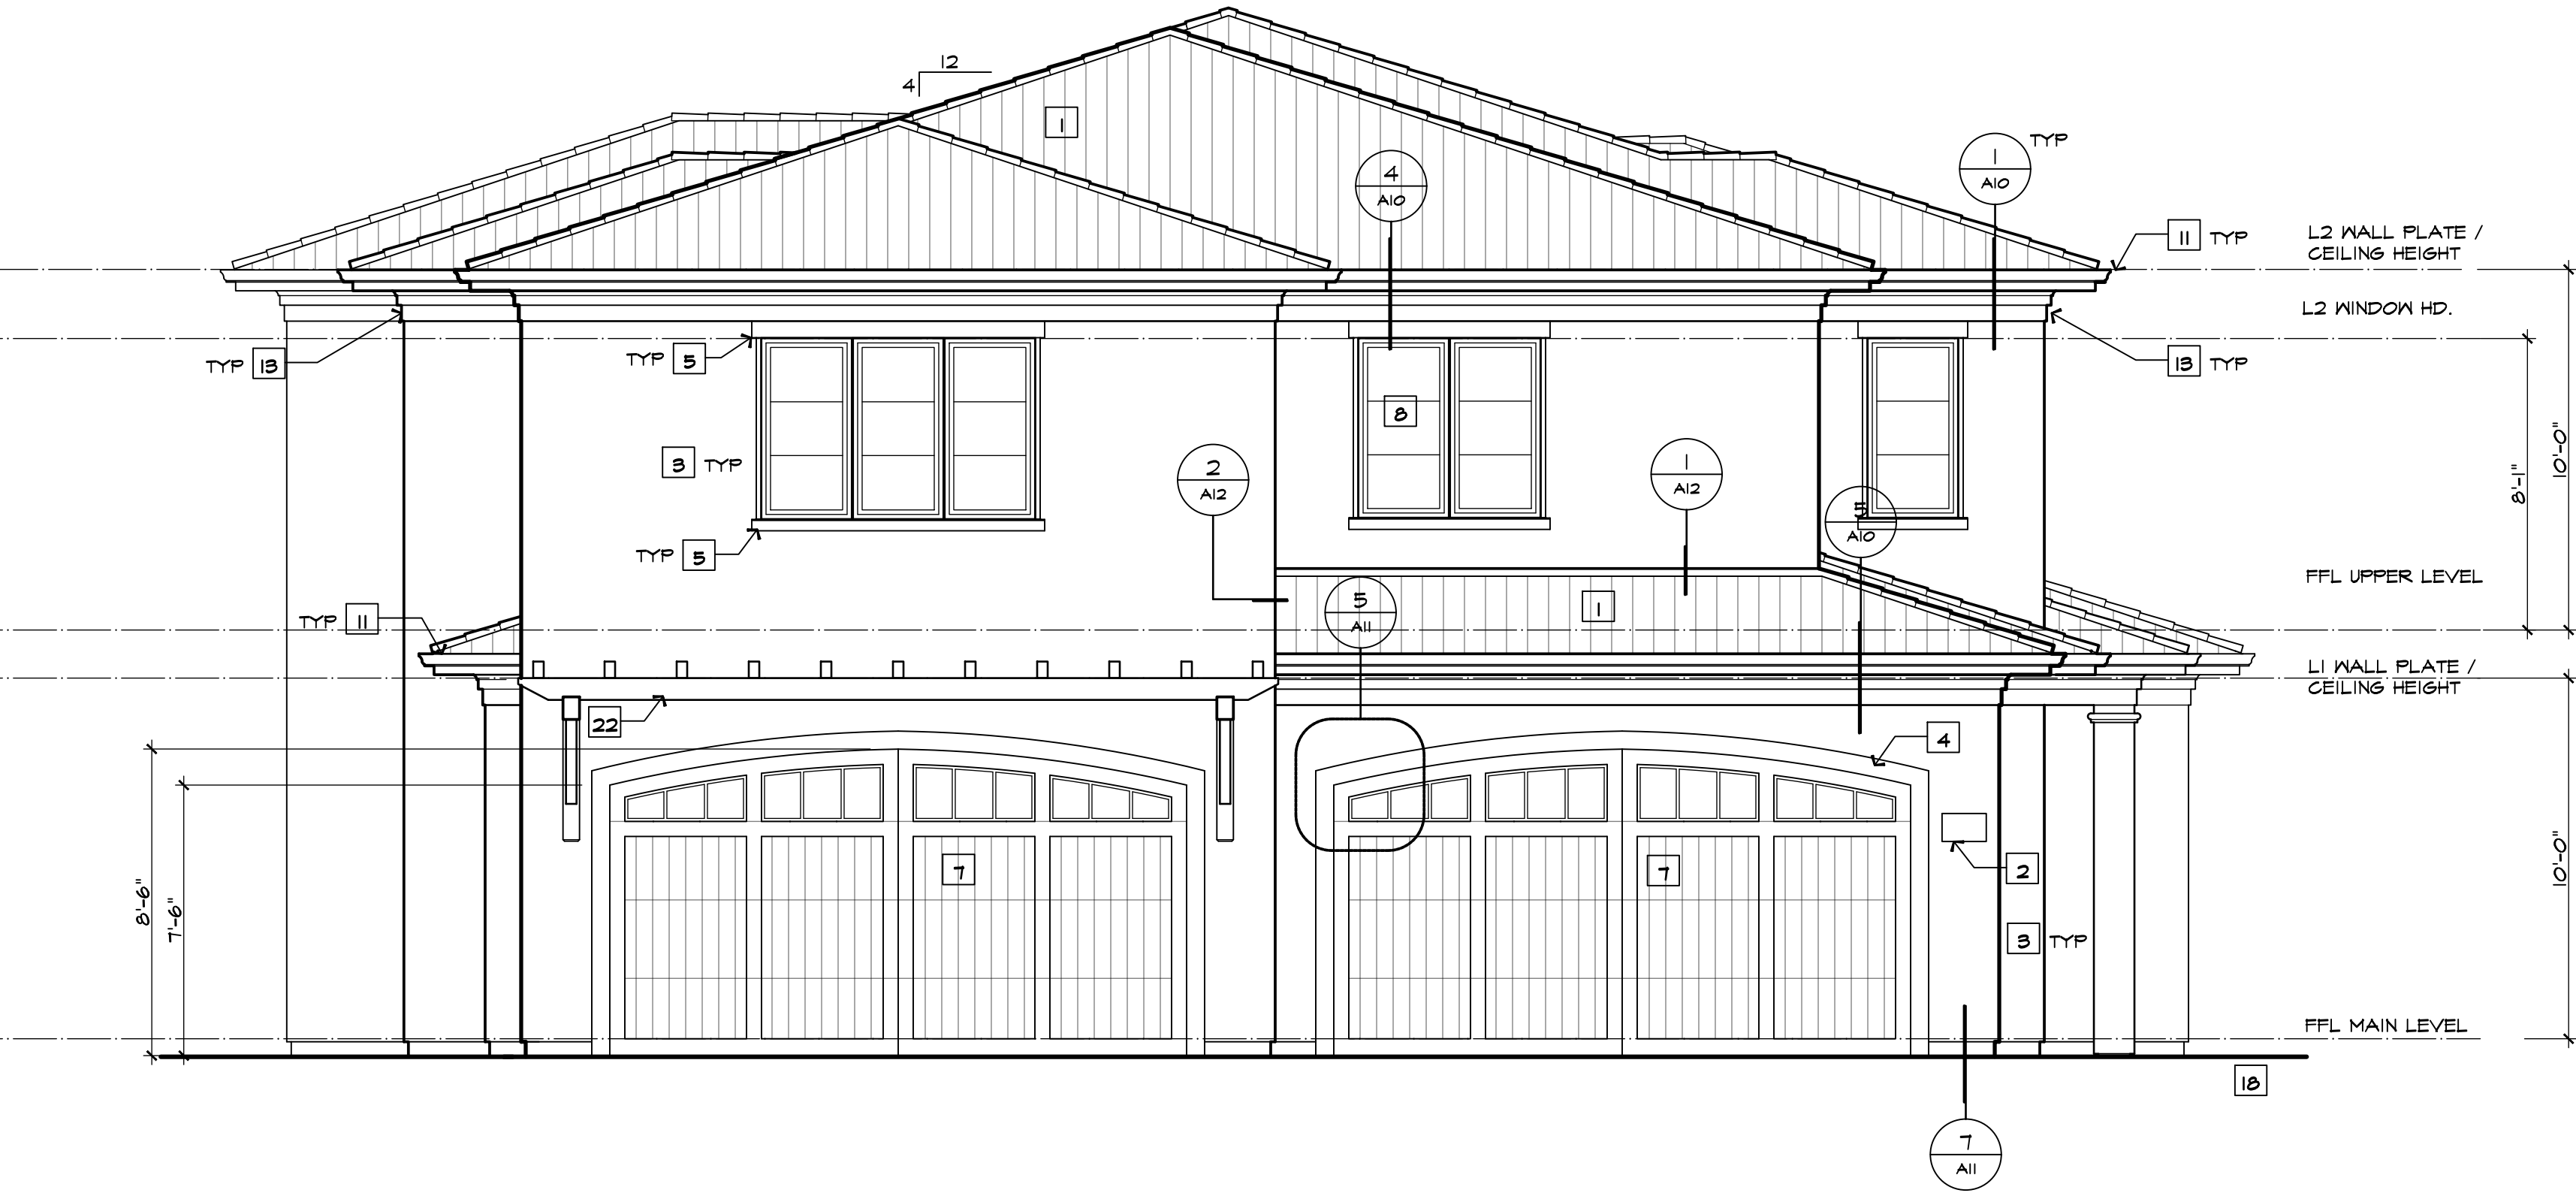 12
4
1
4
A10
1
A10
TYP
11 TYP
L2 WALL PLATE /
CEILING HEIGHT
L2 WINDOW HD.
TYP 13
TYP 5
13 TYP
8
3 TYP
2
A12
1
A12
5
A10
TYP 5
8'-1"
10'-0"
FFL UPPER LEVEL
TYP 11
5
A11
1
L1 WALL PLATE /
CEILING HEIGHT
22
4
8'-6"
7'-6"
7
7
2
3 TYP
10'-0"
FFL MAIN LEVEL
18
7
A11